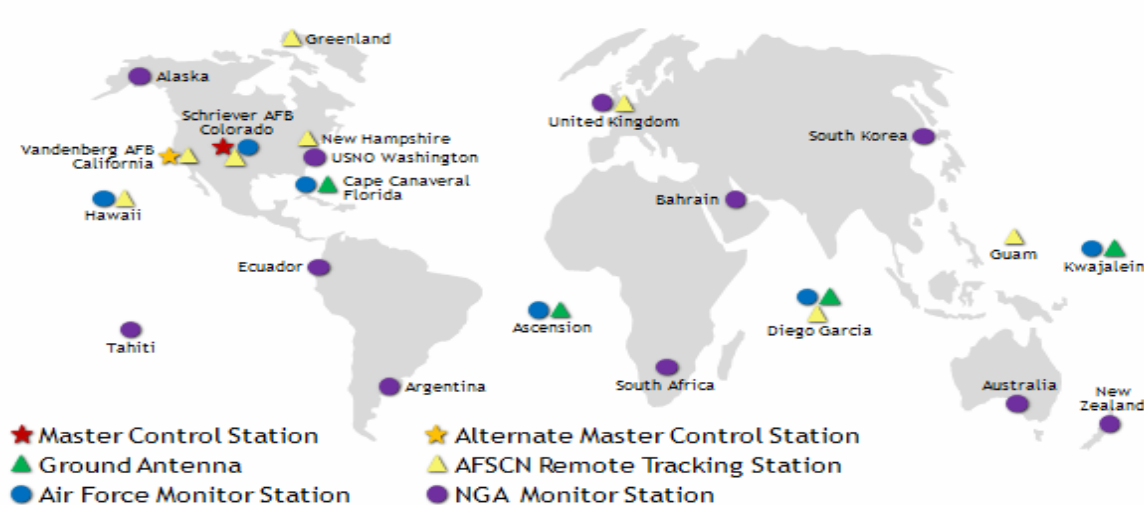 Greenland
Alaska
Schriever AFB
Colorado
New Hampshire
Vandenberg AFB
California
USNO Washington
Cape Canaveral
Florida
Hawaii
United Kingdom
South Korea
Bahrain
Guam
Kwajalein
Ecuador
Ascension
Diego Garcia
Tahiti
Argentina
South Africa
Australia
New
Zealand
Master Control Station
Alternate Master Control Station
Ground Antenna
AFSCN Remote Tracking Station
Air Force Monitor Station
NGA Monitor Station